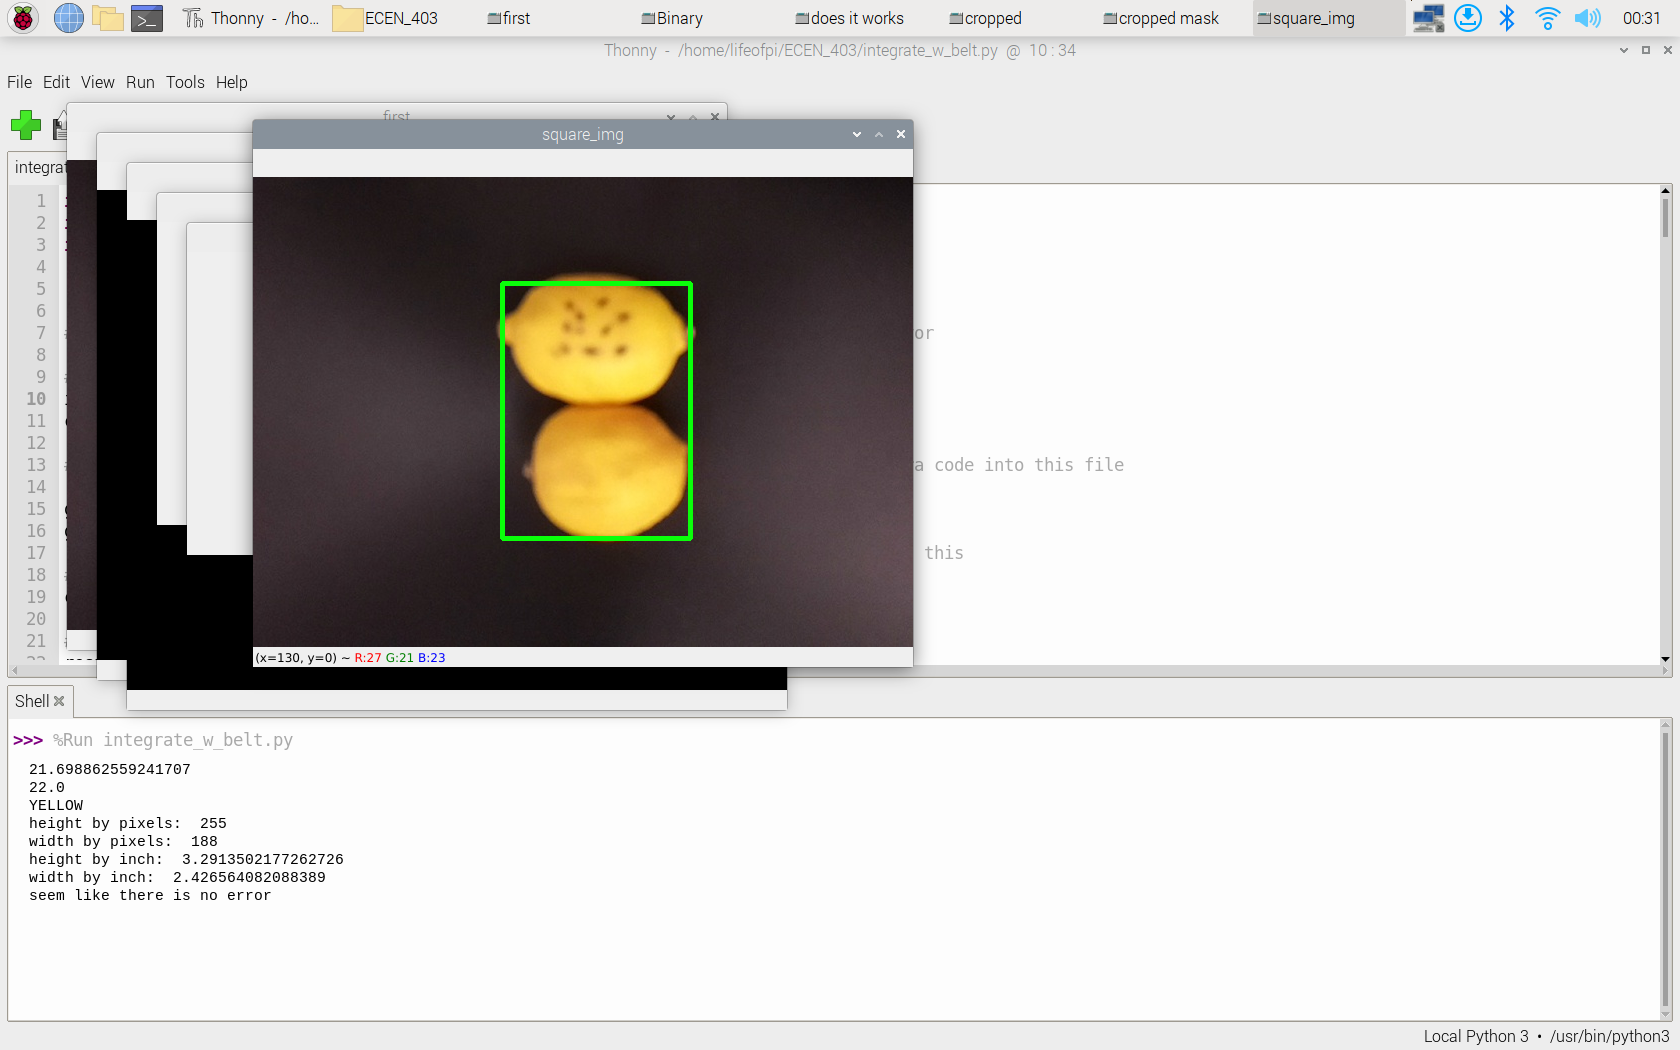 Thonny - /ho...
ECEN_403
first
Binary
does it works
cropped
cropped mask
square_img
00:31
Thonny - /home/lifeofpi/ECEN_403/integrate_w_belt.py @ 10 : 34
File Edit View Run Tools Help
first
square_img
integrat
1
2
3
4
5
6
7 # or
8
9 #
10
11
12
13 # a code into this file
14
15
16
17 this
18 #
19
20
21 #
22
(x=130, y=0) ~ R:27 G:21 B:23
Shell
>>> %Run integrate_w_belt.py
21.698862559241707
22.0
YELLOW
height by pixels: 255
width by pixels: 188
height by inch: 3.2913502177262726
width by inch: 2.426564082088389
seem like there is no error
Local Python 3 • /usr/bin/python3